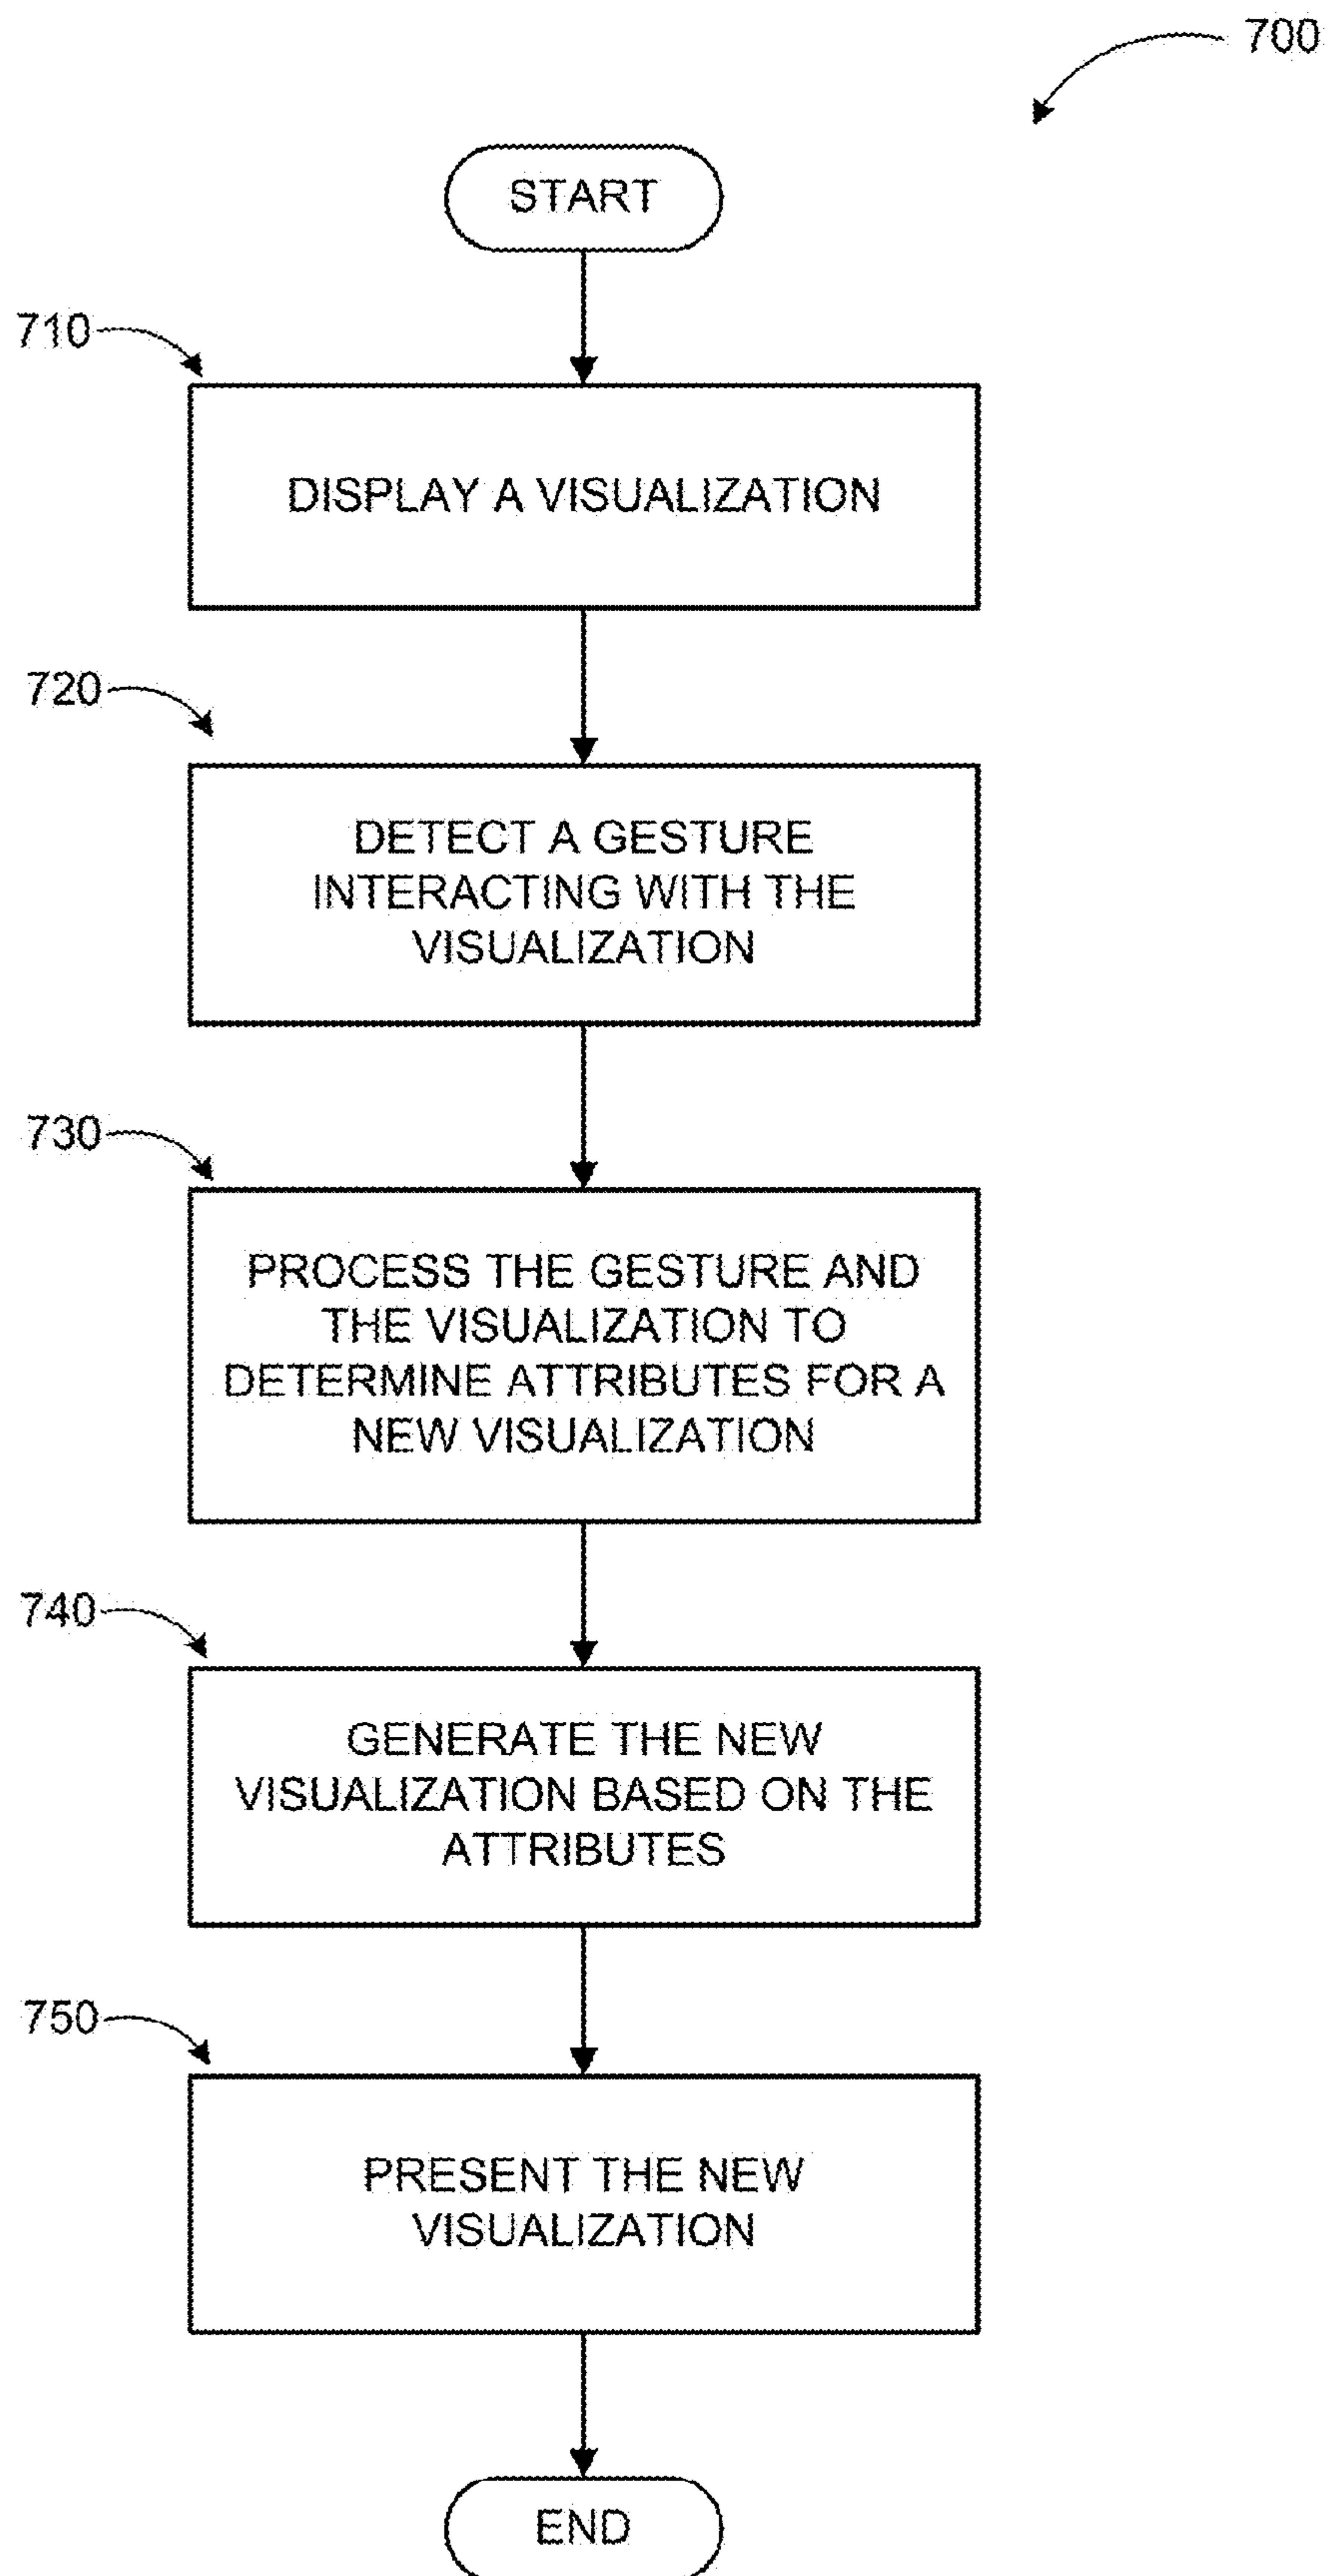 700
START
710
DISPLAY A VISUALIZATION
720
DETECT A GESTURE
INTERACTING WITH THE
VISUALIZATION
730
PROCESS THE GESTURE AND
THE VISUALIZATION TO
DETERMINE ATTRIBUTES FOR A
NEW VISUALIZATION
740
GENERATE THE NEW
VISUALIZATION BASED ON THE
ATTRIBUTES
750
PRESENT THE NEW
VISUALIZATION
END